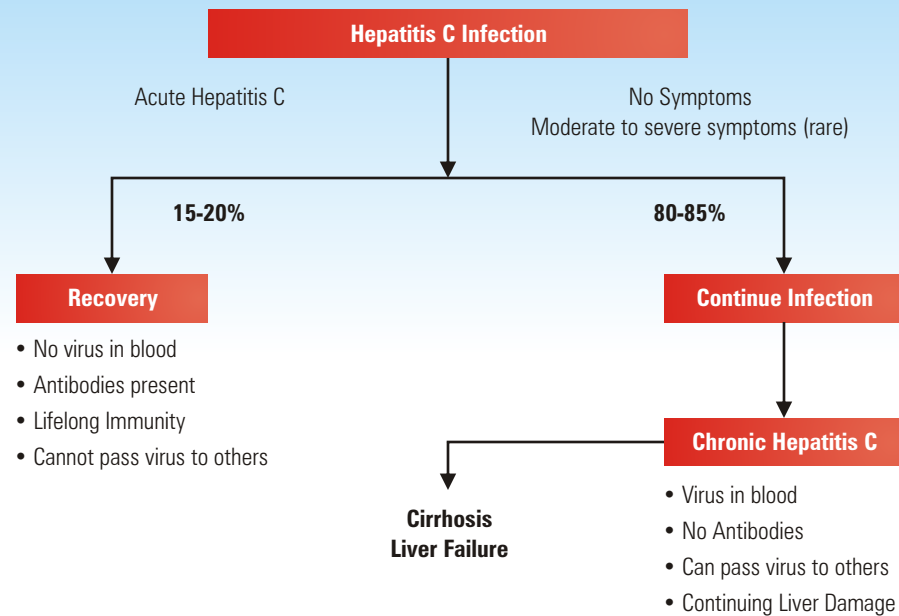 Hepatitis C Infection
Acute Hepatitis C
No Symptoms
Moderate to severe symptoms (rare)
15-20%
80-85%
Recovery
• No virus in blood
• Antibodies present
• Lifelong Immunity
• Cannot pass virus to others
Continue Infection
Chronic Hepatitis C
• Virus in blood
• No Antibodies
• Can pass virus to others
• Continuing Liver Damage
Cirrhosis
Liver Failure